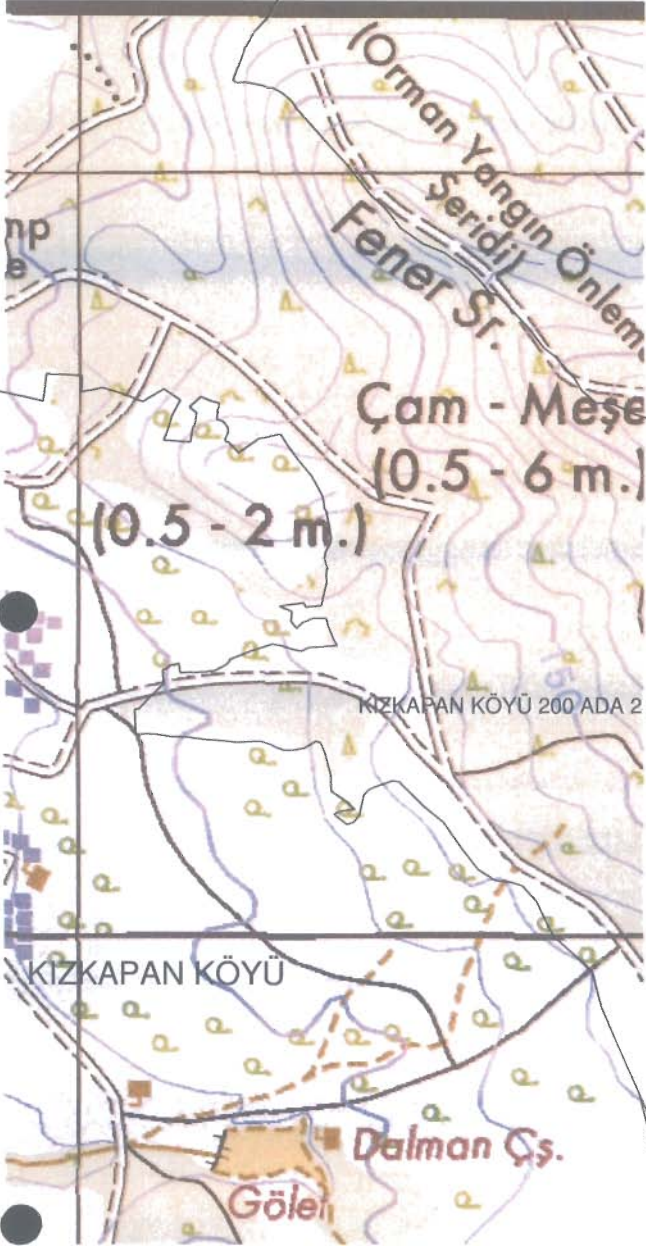 (Orman Yangın Önleme
Şeridi)
Fener Sr.
Çam - Meşe
(0.5 - 6 m.)
(0.5 - 2 m.)
150
KIZKAPAN KÖYÜ 200 ADA 2
KIZKAPAN KÖYÜ
Dalman Çş.
Gölet